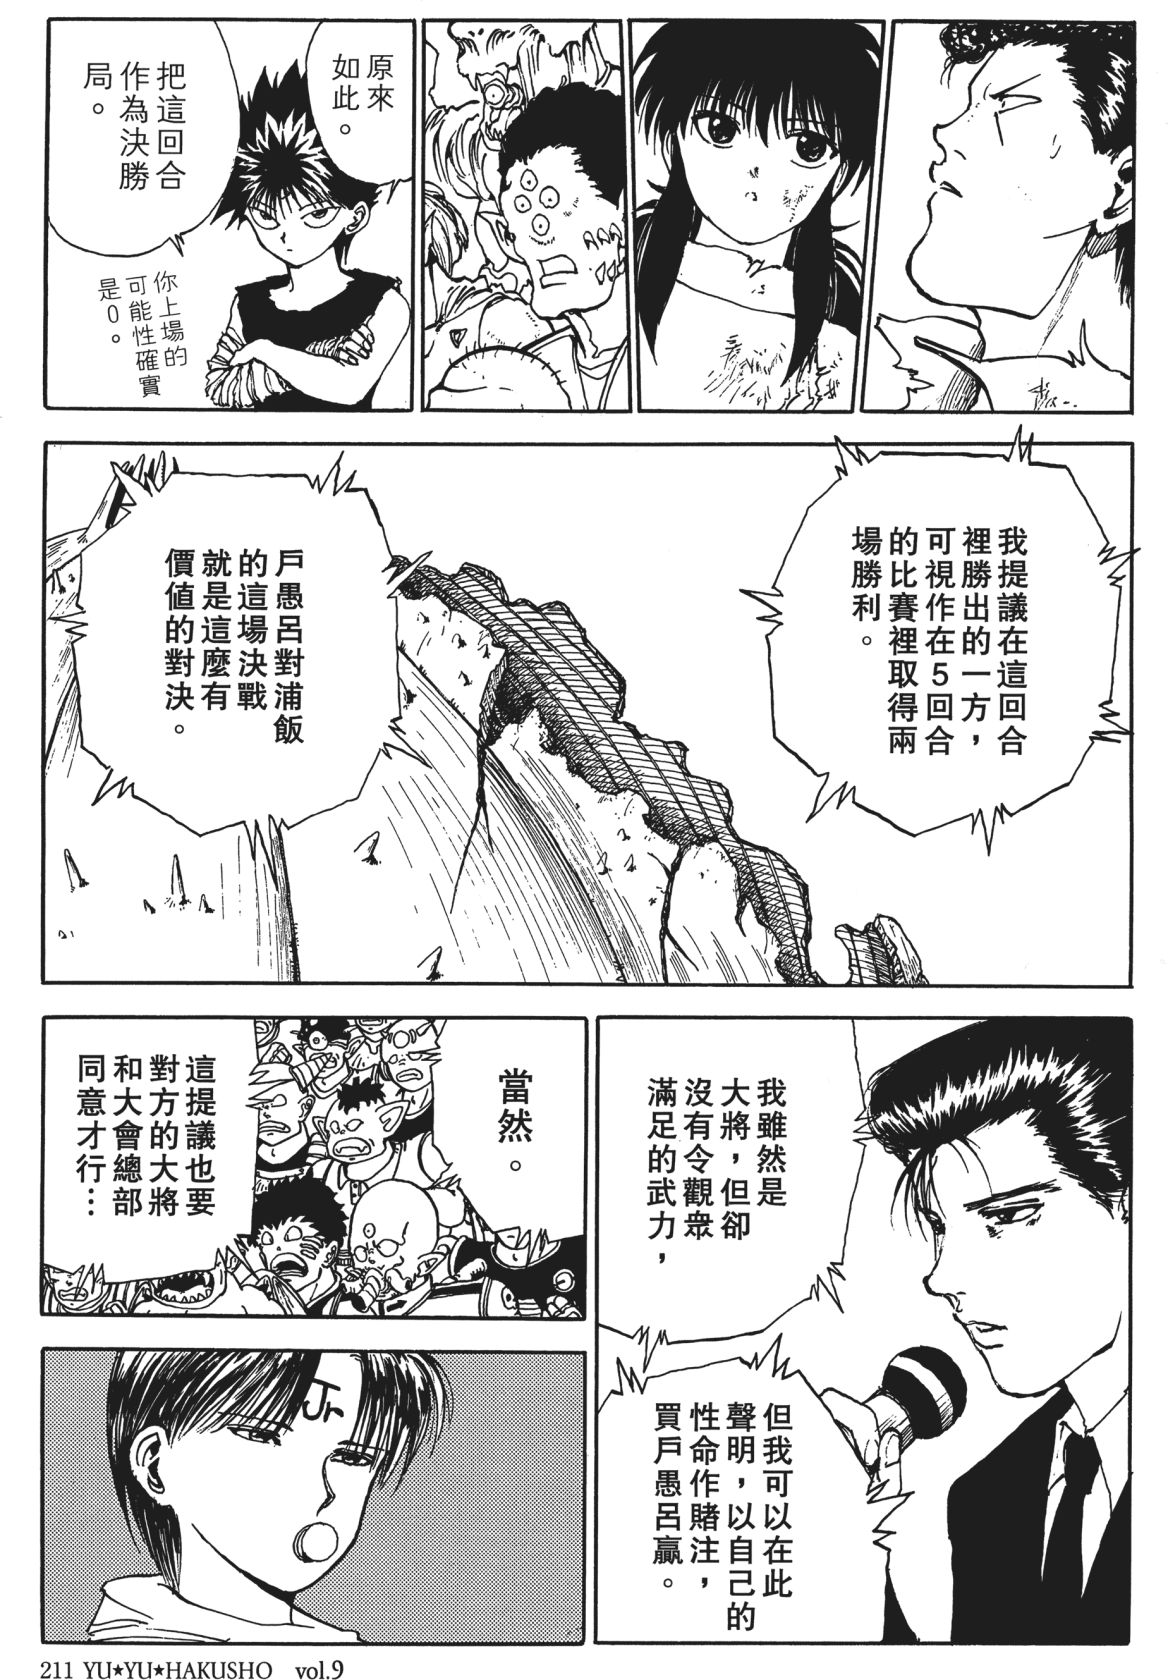 原來
如此。
把這回合
作為決勝
局。
你上場的
可能性確實
是0。
我提議在這回合
裡勝出的一方，
可視作在5回合
的比賽裡取得兩
場勝利。
戶愚呂對浦飯
的這場決戰
就是這麼有
價值的對決。
我雖然是
大將，但卻
沒有令觀眾
滿足的武力，
但我可以在此
聲明，以自己的
性命作賭注，
買戶愚呂贏。
當然。
這提議也要
對方的大將
和大會總部
同意才行…
Jr
211 YU★YU★HAKUSHO vol.9